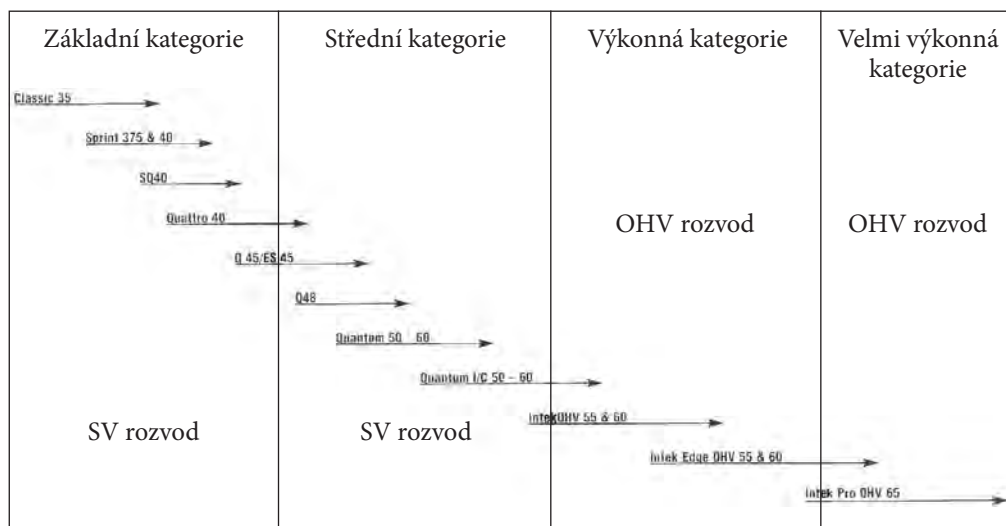 Základní kategorie
Střední kategorie
Výkonná kategorie
Velmi výkonná
kategorie
Classic 35
Sprint 375 & 40
SQ40
Quattro 40
OHV rozvod
OHV rozvod
Q 45/ES 45
Q48
Quantum 50 – 60
Quantum I/C 50 – 60
intekOHV 55 & 60
SV rozvod
SV rozvod
Intek Edge OHV 55 & 60
intek Pro OHV 65